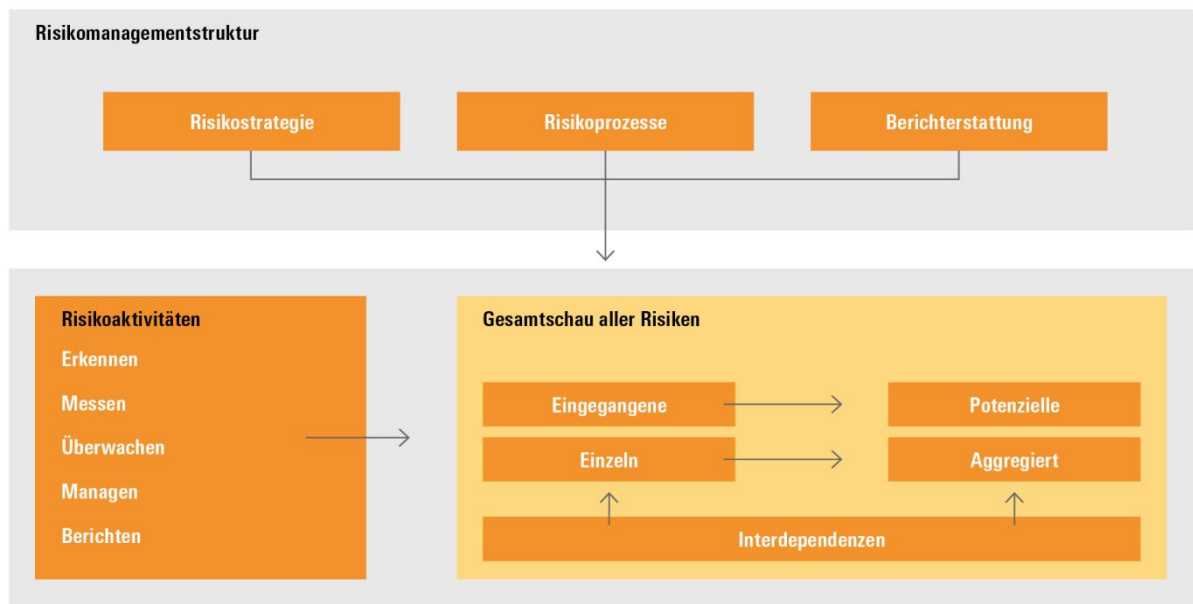 Risikomanagementstruktur
Risikostrategie
Risikoprozesse
Berichterstattung
Risikoaktivitäten
Erkennen
Messen
Überwachen
Managen
Berichten
Gesamtschau aller Risiken
Eingegangene
Potenzielle
Einzeln
Aggregiert
Interdependenzen